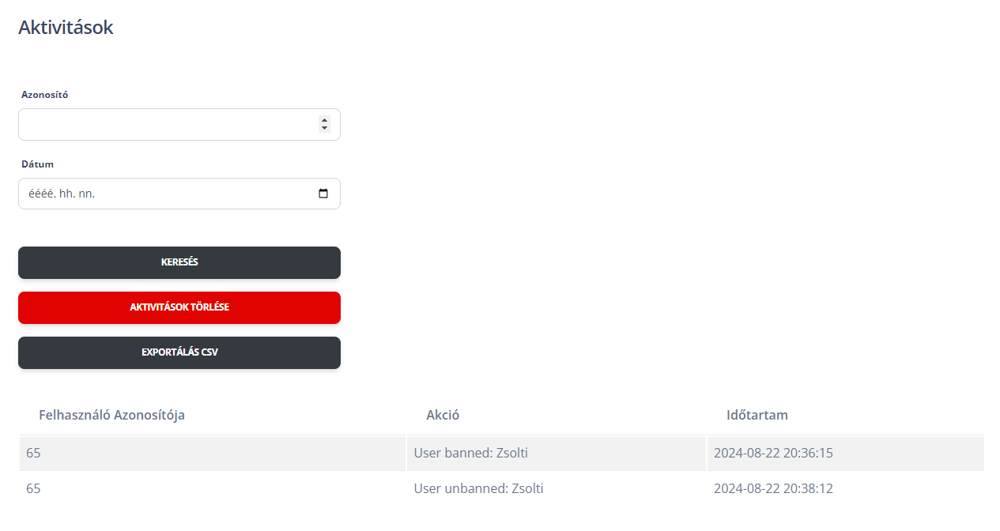 Aktivitások
Azonosító
Dátum
éééé. hh. nn.
KERESÉS
AKTIVITÁSOK TÖRLÉSE
EXPORTÁLÁS CSV
Felhasználó Azonosítója Akció Időtartam
65 User banned: Zsolti 2024-08-22 20:36:15
65 User unbanned: Zsolti 2024-08-22 20:38:12